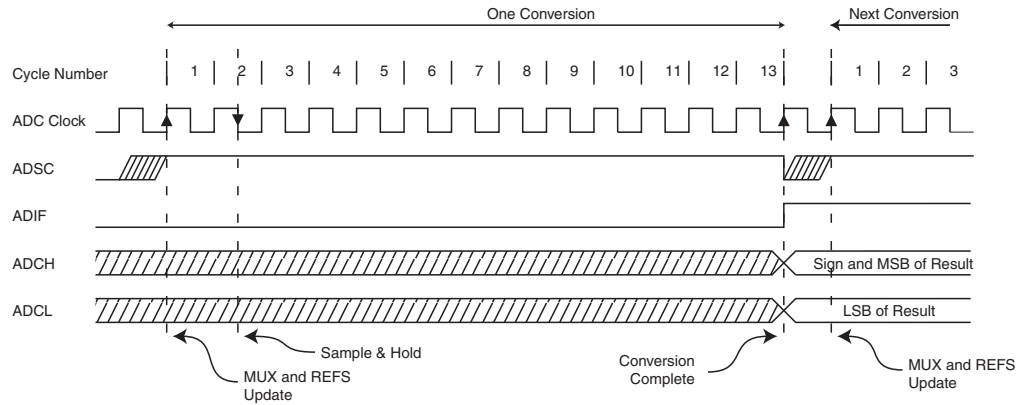 One Conversion
Next Conversion
Cycle Number
1 2 3 4 5 6 7 8 9 10 11 12 13 1 2 3
ADC Clock
ADSC
ADIF
ADCH
Sign and MSB of Result
ADCL
LSB of Result
Sample & Hold
MUX and REFS
Update
Conversion
Complete
MUX and REFS
Update